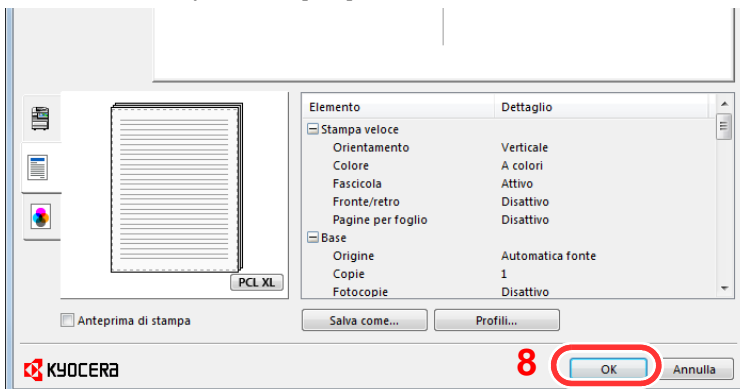 Elemento Dettaglio
Stampa veloce
Orientamento Verticale
Colore A colori
Fascicola Attivo
Fronte/retro Disattivo
Pagine per foglio Disattivo
Base
Origine Automatica fonte
Copie 1
Fotocopie Disattivo
PCL XL
Anteprima di stampa Salva come... Profili...
KYOCERA 8 OK Annulla